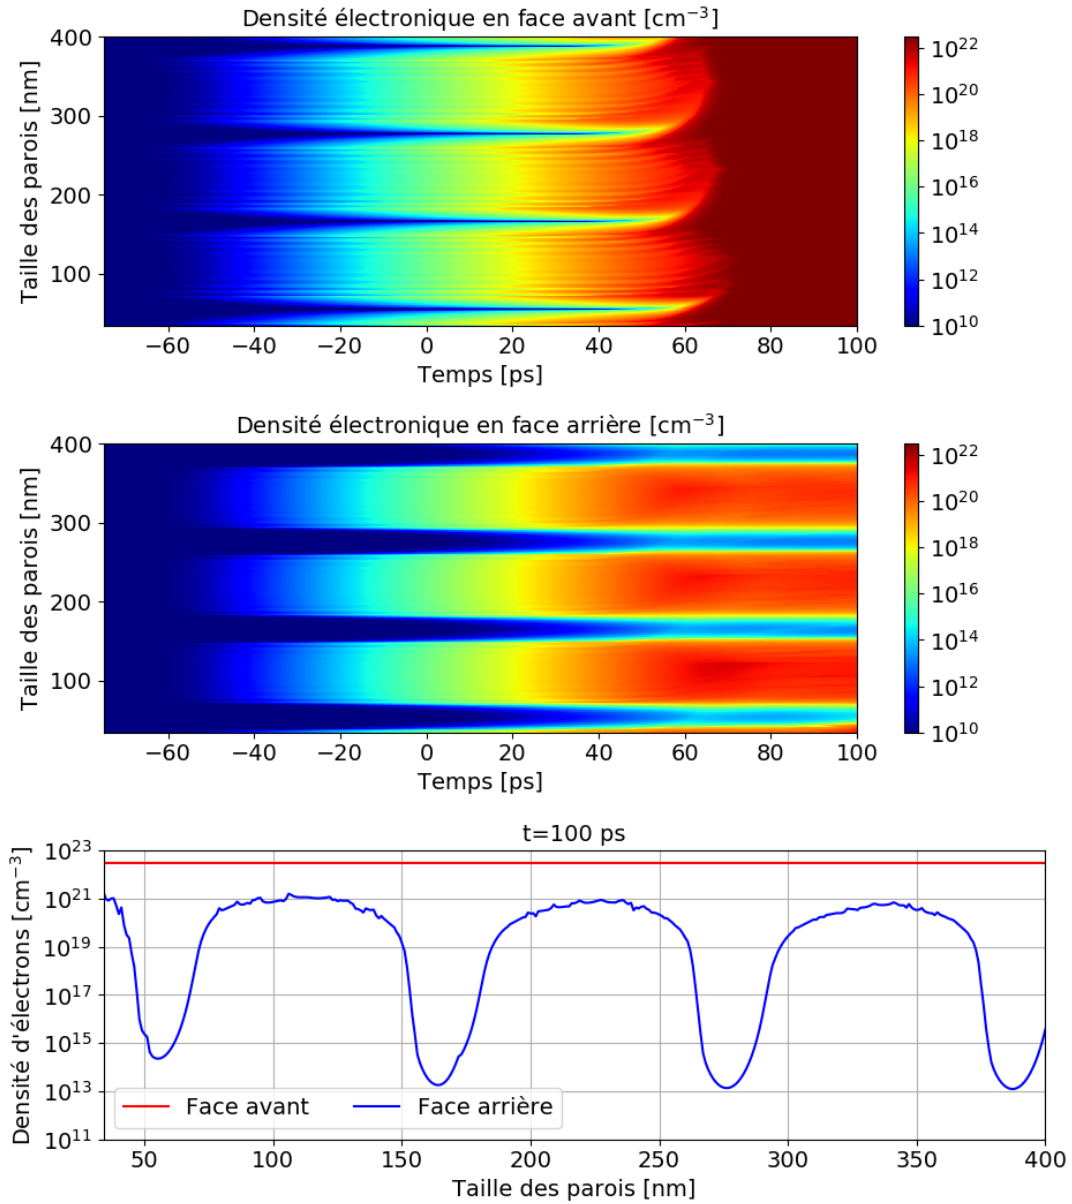 Densité électronique en face avant [cm⁻³]
Taille des parois [nm]
400
300
200
100
−60 −40 −20 0 20 40 60 80 100
Temps [ps]
10²²
10²⁰
10¹⁸
10¹⁶
10¹⁴
10¹²
10¹⁰
Densité électronique en face arrière [cm⁻³]
Taille des parois [nm]
400
300
200
100
−60 −40 −20 0 20 40 60 80 100
Temps [ps]
10²²
10²⁰
10¹⁸
10¹⁶
10¹⁴
10¹²
10¹⁰
t=100 ps
Densité d'électrons [cm⁻³]
10²³
10²¹
10¹⁹
10¹⁷
10¹⁵
10¹³
10¹¹
Face avant Face arrière
50 100 150 200 250 300 350 400
Taille des parois [nm]